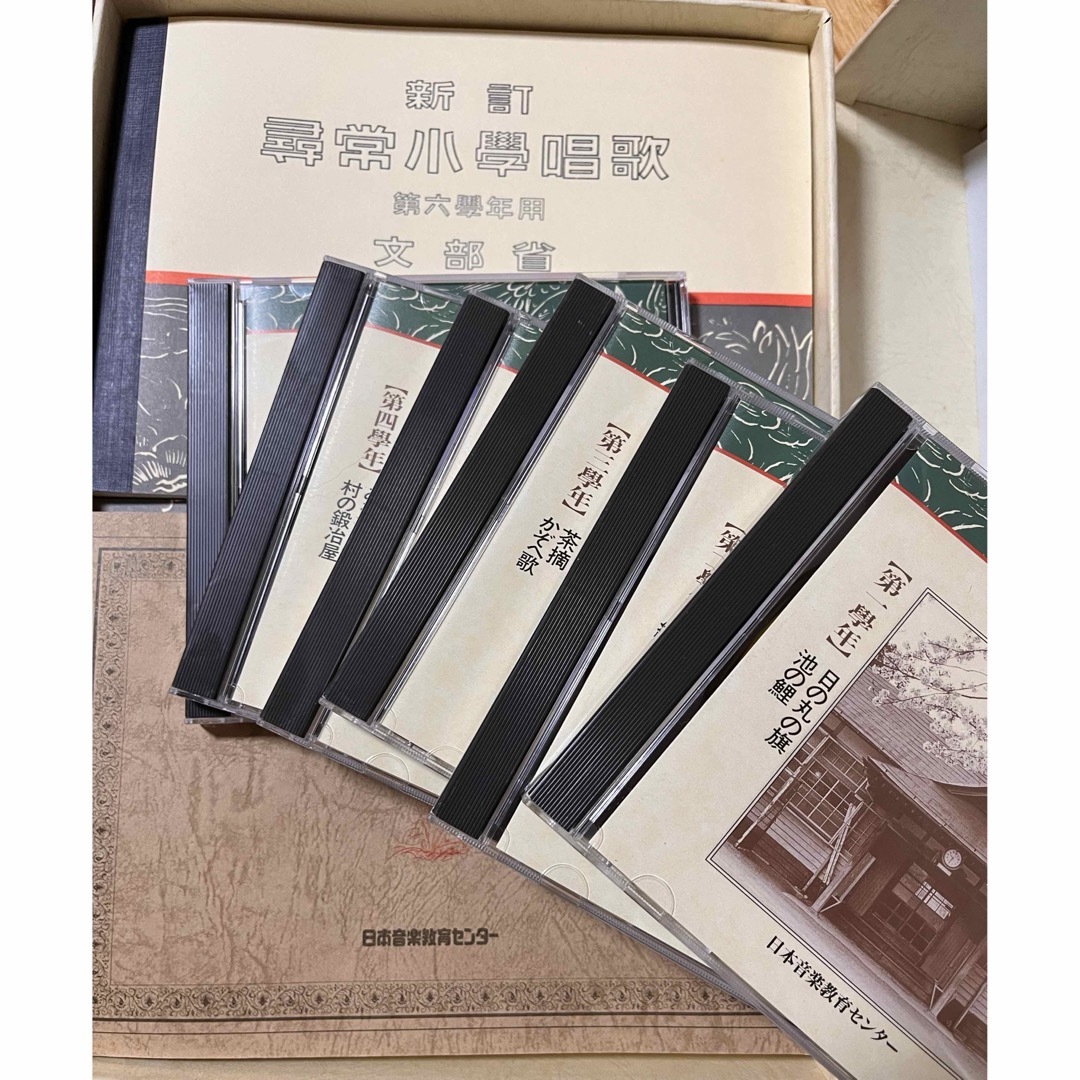 新訂
尋常小學唱歌
第六學年用
文部省
【第四學年】
村の鍛冶屋
【第三學年】
茶摘
かぞへ歌
【第一學年】
日の丸の旗
池の鯉
日本音楽教育センター
日本音楽教育センター